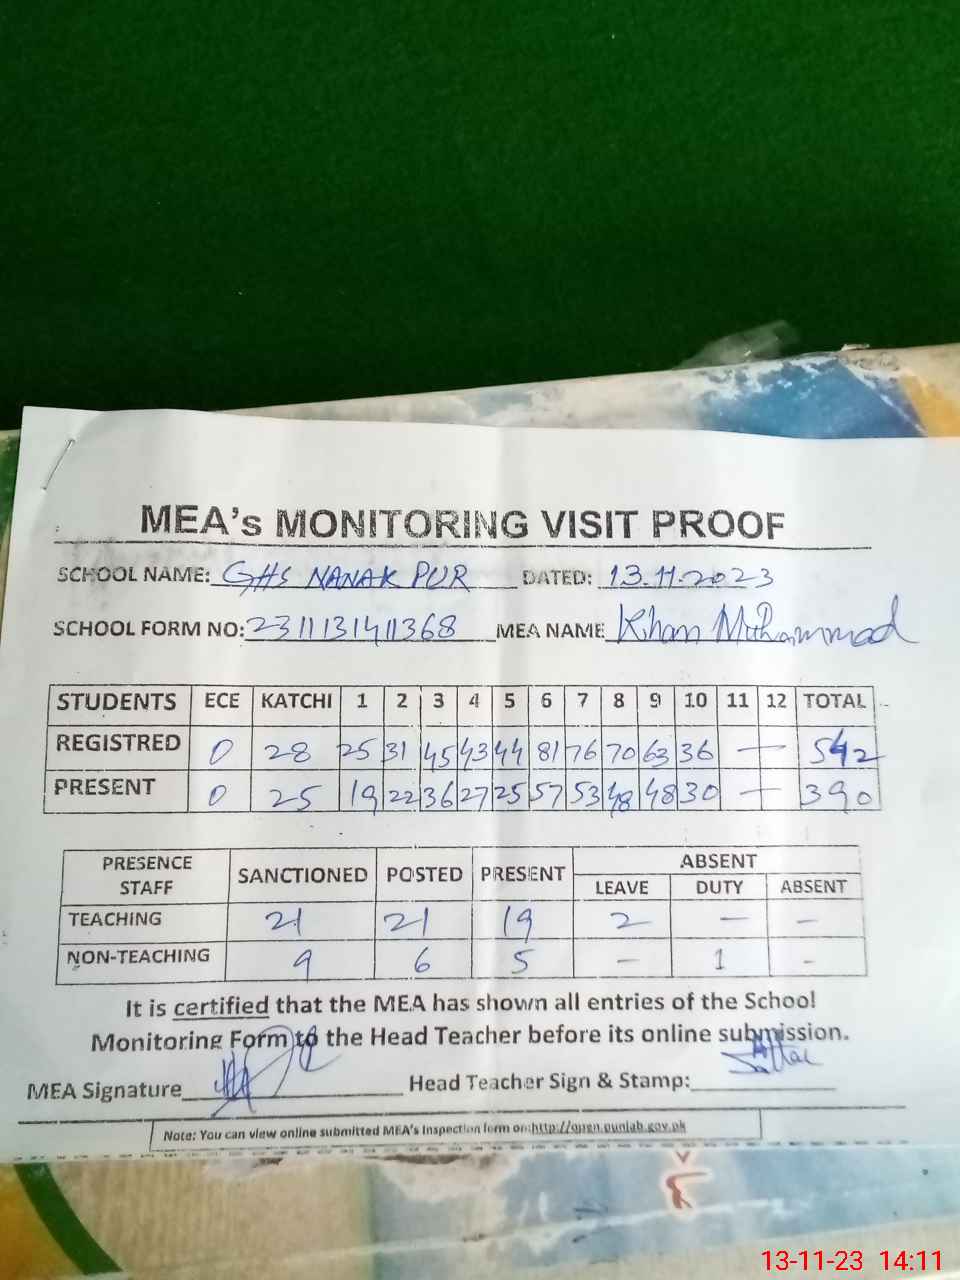 MEA's MONITORING VISIT PROOF
SCHOOL NAME: GHS NANAK PUR DATED: 13.11.2023
SCHOOL FORM NO: 2311131411368 MEA NAME Khan Muhammad
STUDENTS ECE KATCHI 1 2 3 4 5 6 7 8 9 10 11 12 TOTAL
REGISTRED 0 28 25 31 45 43 44 81 76 70 63 36 — 542
PRESENT 0 25 19 22 36 27 25 57 53 48 48 30 — 390
PRESENCE STAFF SANCTIONED POSTED PRESENT ABSENT
LEAVE DUTY ABSENT
TEACHING 21 21 19 2 — –
NON-TEACHING 9 6 5 – 1 –
It is certified that the MEA has shown all entries of the School
Monitoring Form to the Head Teacher before its online submission.
MEA Signature Head Teacher Sign & Stamp:
Note: You can view online submitted MEA's Inspection form on:http://open.punjab.gov.pk
13-11-23 14:11